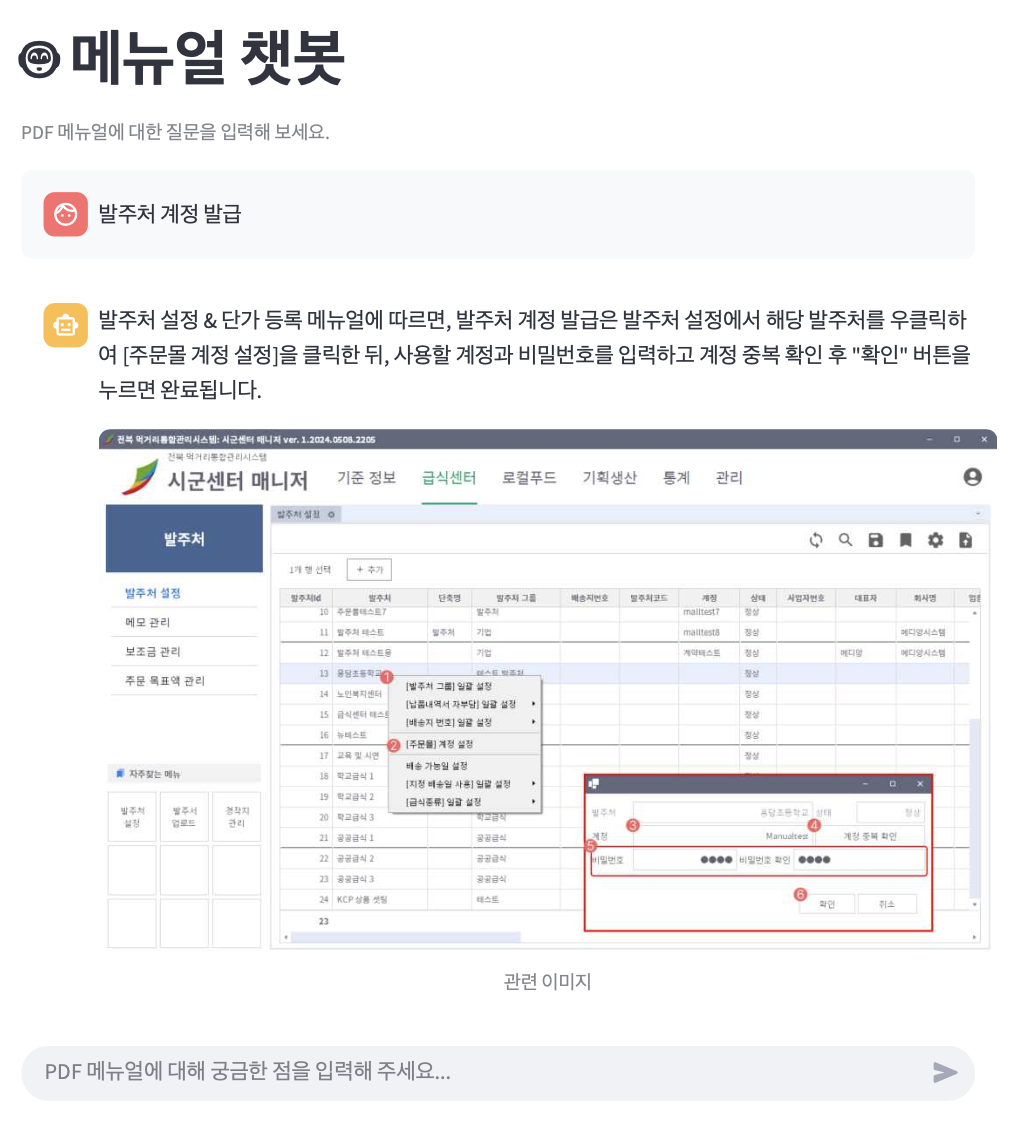 메뉴얼 챗봇
PDF 메뉴얼에 대한 질문을 입력해 보세요.
발주처 계정 발급
발주처 설정 & 단가 등록 메뉴얼에 따르면, 발주처 계정 발급은 발주처 설정에서 해당 발주처를 우클릭하
여 [주문몰 계정 설정]을 클릭한 뒤, 사용할 계정과 비밀번호를 입력하고 계정 중복 확인 후 "확인" 버튼을
누르면 완료됩니다.
전북 먹거리통합관리시스템: 시군센터 매니저 ver. 1.2024.0508.2205
전북 먹거리통합관리시스템
시군센터 매니저 기준 정보 급식센터 로컬푸드 기획생산 통계 관리
발주처 발주처 설정
1개 행 선택 + 추가
발주처 설정
메모 관리
보조금 관리
주문 목표액 관리
자주찾는 메뉴
발주처 설정 발주서 업로드 경작지 관리
발주처Id 발주처 단축명 발주처 그룹 배송지번호 발주처코드 계정 상태 사업자번호 대표자 회사명
10 주문몰테스트7 발주처 malltest7 정상
11 발주처 테스트 발주처 기업 malltest8 정상 메디앙시스템
12 발주처 테스트용 기업 계약테스트 정상 메디앙 메디앙시스템
13 용담초등학교 테스트 발주처 정상
14 노인복지센터 정상
15 급식센터 테스트 정상
16 뉴테스트 정상
17 교육 및 시연 정상
18 학교급식 1
19 학교급식 2
20 학교급식 3 학교급식
21 공공급식 1 공공급식
22 공공급식 2 공공급식
23 공공급식 3 공공급식
24 KCP 상품 셋팅 테스트
23
1
[발주처 그룹] 일괄 설정
[납품내역서 자부담] 일괄 설정
[배송지 번호] 일괄 설정
2 [주문몰] 계정 설정
배송 가능일 설정
[지정 배송일 사용] 일괄 설정
[급식종류] 일괄 설정
발주처 용담초등학교 상태 정상
3 4
계정 Manualtest 계정 중복 확인
5
비밀번호 ●●●● 비밀번호 확인 ●●●●
6
확인 취소
관련 이미지
PDF 메뉴얼에 대해 궁금한 점을 입력해 주세요...